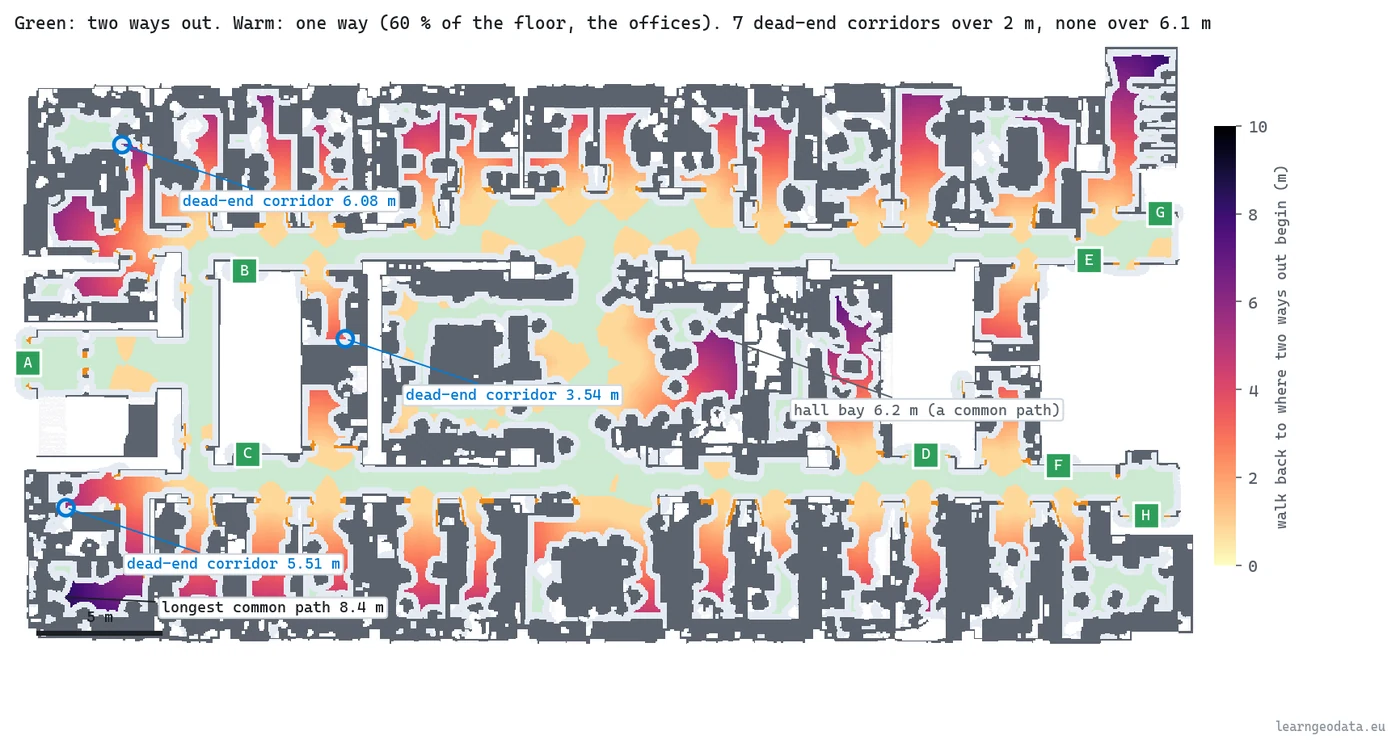 Green: two ways out. Warm: one way (60 % of the floor, the offices). 7 dead-end corridors over 2 m, none over 6.1 m
10
8
6
4
2
0
walk back to where two ways out begin (m)
dead-end corridor 6.08 m
G
E
B
A
dead-end corridor 3.54 m
hall bay 6.2 m (a common path)
C
D
F
H
dead-end corridor 5.51 m
longest common path 8.4 m
5 m
learngeodata.eu